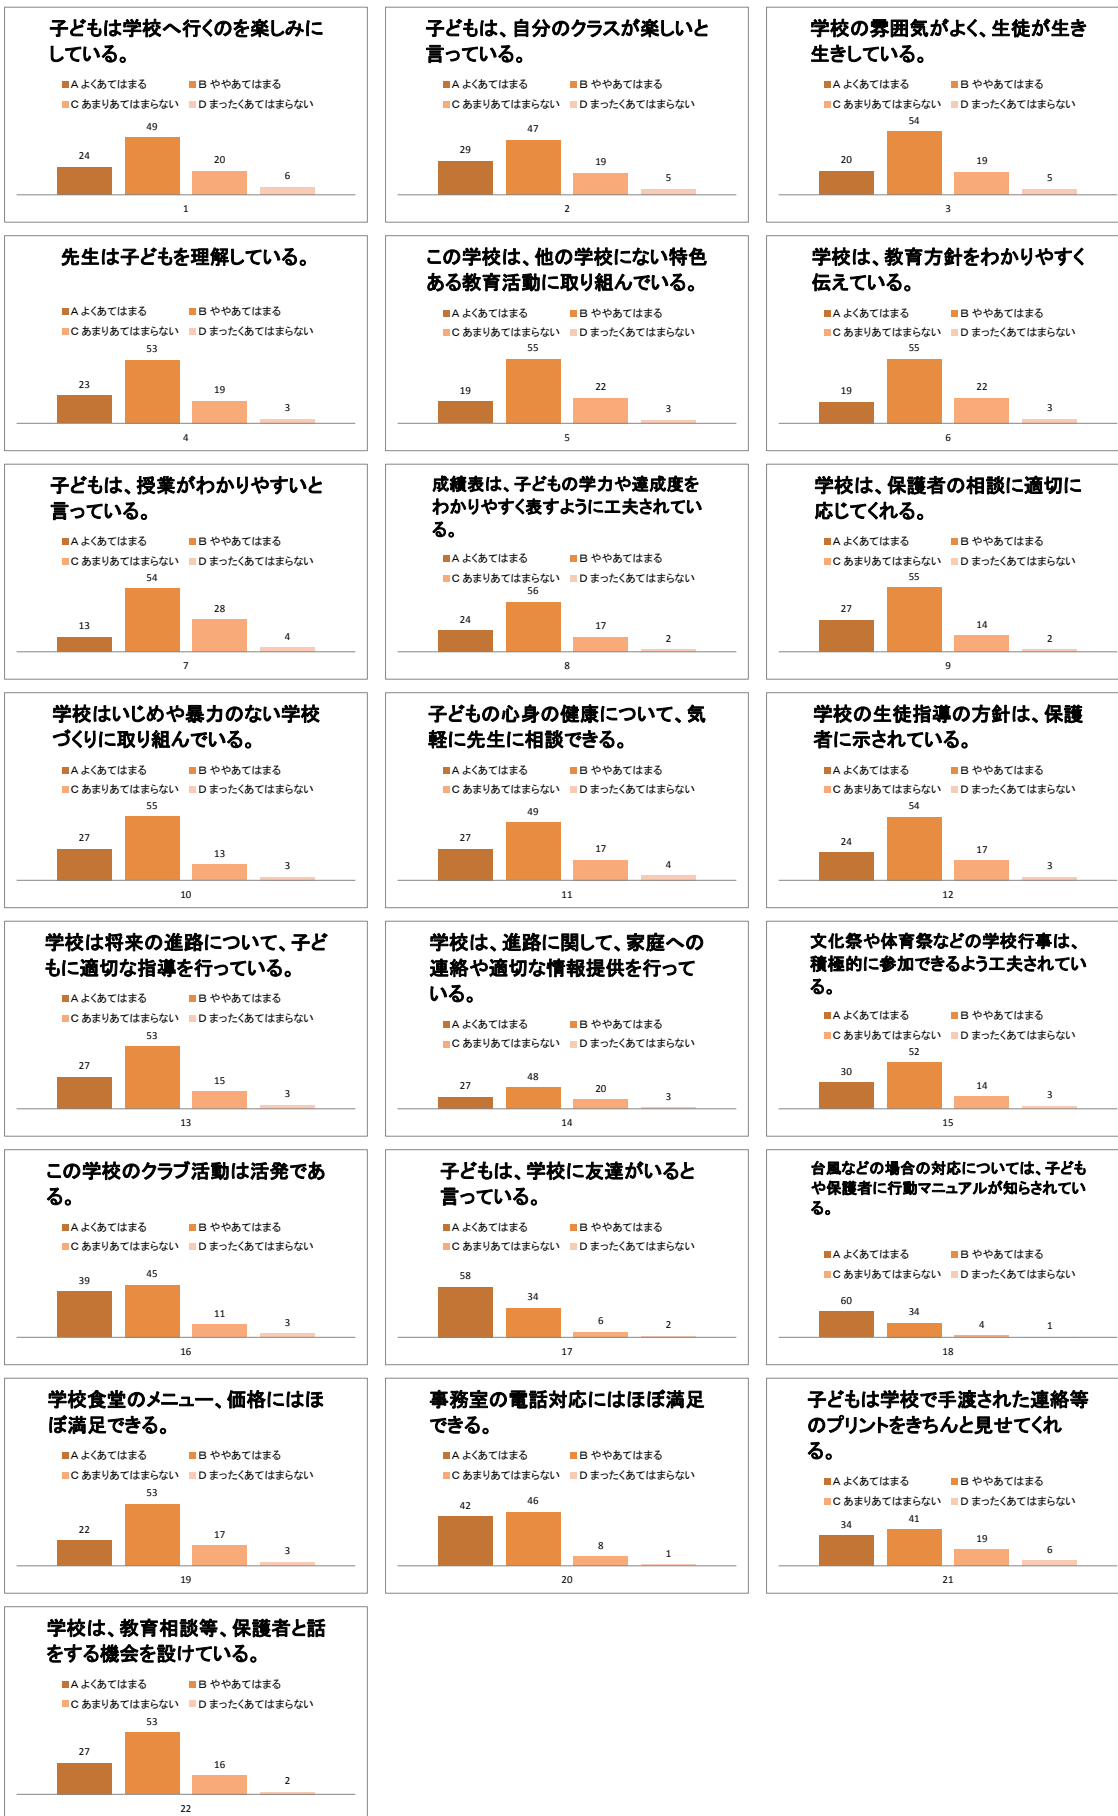 子どもは学校へ行くのを楽しみに
している。
■A よくあてはまる ■B ややあてはまる
■C あまりあてはまらない ■D まったくあてはまらない
24 49 20 6
1
子どもは、自分のクラスが楽しいと
言っている。
■A よくあてはまる ■B ややあてはまる
■C あまりあてはまらない ■D まったくあてはまらない
29 47 19 5
2
学校の雰囲気がよく、生徒が生き
生きしている。
■A よくあてはまる ■B ややあてはまる
■C あまりあてはまらない ■D まったくあてはまらない
20 54 19 5
3
先生は子どもを理解している。
■A よくあてはまる ■B ややあてはまる
■C あまりあてはまらない ■D まったくあてはまらない
23 53 19 3
4
この学校は、他の学校にない特色
ある教育活動に取り組んでいる。
■A よくあてはまる ■B ややあてはまる
■C あまりあてはまらない ■D まったくあてはまらない
19 55 22 3
5
学校は、教育方針をわかりやすく
伝えている。
■A よくあてはまる ■B ややあてはまる
■C あまりあてはまらない ■D まったくあてはまらない
19 55 22 3
6
子どもは、授業がわかりやすいと
言っている。
■A よくあてはまる ■B ややあてはまる
■C あまりあてはまらない ■D まったくあてはまらない
13 54 28 4
7
成績表は、子どもの学力や達成度を
わかりやすく表すように工夫されてい
る。
■A よくあてはまる ■B ややあてはまる
■C あまりあてはまらない ■D まったくあてはまらない
24 56 17 2
8
学校は、保護者の相談に適切に
応じてくれる。
■A よくあてはまる ■B ややあてはまる
■C あまりあてはまらない ■D まったくあてはまらない
27 55 14 2
9
学校はいじめや暴力のない学校
づくりに取り組んでいる。
■A よくあてはまる ■B ややあてはまる
■C あまりあてはまらない ■D まったくあてはまらない
27 55 13 3
10
子どもの心身の健康について、気
軽に先生に相談できる。
■A よくあてはまる ■B ややあてはまる
■C あまりあてはまらない ■D まったくあてはまらない
27 49 17 4
11
学校の生徒指導の方針は、保護
者に示されている。
■A よくあてはまる ■B ややあてはまる
■C あまりあてはまらない ■D まったくあてはまらない
24 54 17 3
12
学校は将来の進路について、子ど
もに適切な指導を行っている。
■A よくあてはまる ■B ややあてはまる
■C あまりあてはまらない ■D まったくあてはまらない
27 53 15 3
13
学校は、進路に関して、家庭への
連絡や適切な情報提供を行って
いる。
■A よくあてはまる ■B ややあてはまる
■C あまりあてはまらない ■D まったくあてはまらない
27 48 20 3
14
文化祭や体育祭などの学校行事は、
積極的に参加できるよう工夫されてい
る。
■A よくあてはまる ■B ややあてはまる
■C あまりあてはまらない ■D まったくあてはまらない
30 52 14 3
15
この学校のクラブ活動は活発であ
る。
■A よくあてはまる ■B ややあてはまる
■C あまりあてはまらない ■D まったくあてはまらない
39 45 11 3
16
子どもは、学校に友達がいると
言っている。
■A よくあてはまる ■B ややあてはまる
■C あまりあてはまらない ■D まったくあてはまらない
58 34 6 2
17
台風などの場合の対応については、子ども
や保護者に行動マニュアルが知らされてい
る。
■A よくあてはまる ■B ややあてはまる
■C あまりあてはまらない ■D まったくあてはまらない
60 34 4 1
18
学校食堂のメニュー、価格にはほ
ぼ満足できる。
■A よくあてはまる ■B ややあてはまる
■C あまりあてはまらない ■D まったくあてはまらない
22 53 17 3
19
事務室の電話対応にはほぼ満足
できる。
■A よくあてはまる ■B ややあてはまる
■C あまりあてはまらない ■D まったくあてはまらない
42 46 8 1
20
子どもは学校で手渡された連絡等
のプリントをきちんと見せてくれ
る。
■A よくあてはまる ■B ややあてはまる
■C あまりあてはまらない ■D まったくあてはまらない
34 41 19 6
21
学校は、教育相談等、保護者と話
をする機会を設けている。
■A よくあてはまる ■B ややあてはまる
■C あまりあてはまらない ■D まったくあてはまらない
27 53 16 2
22